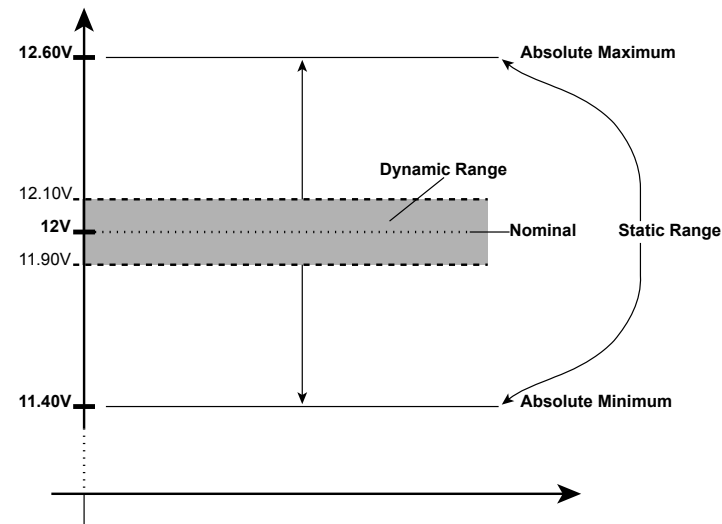 12.60V
Absolute Maximum
Dynamic Range
12.10V
12V
Nominal
Static Range
11.90V
11.40V
Absolute Minimum